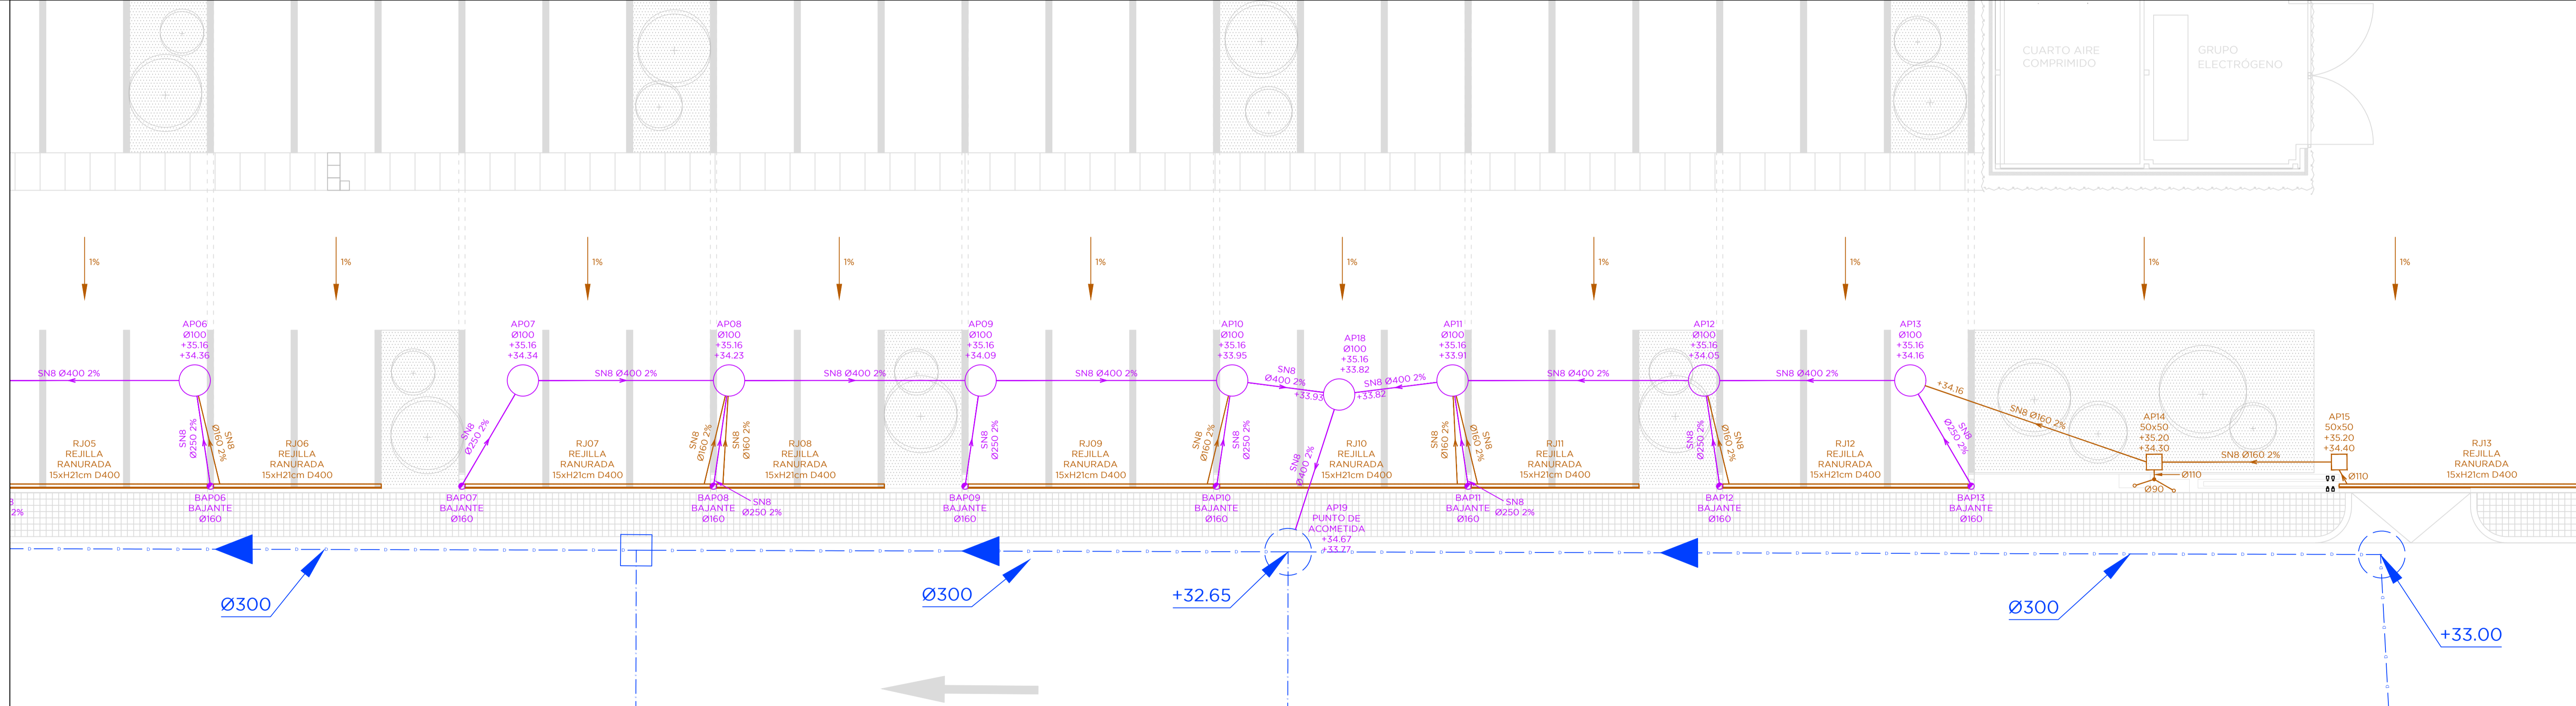 CUARTO AIRE
COMPRIMIDO
GRUPO
ELECTRÓGENO
1%
1%
1%
1%
1%
1%
1%
1%
1%
1%
AP06
Ø100
+35.16
+34.36
AP07
Ø100
+35.16
+34.34
AP08
Ø100
+35.16
+34.23
AP09
Ø100
+35.16
+34.09
AP10
Ø100
+35.16
+33.95
AP18
Ø100
+35.16
+33.82
AP11
Ø100
+35.16
+33.91
AP12
Ø100
+35.16
+34.05
AP13
Ø100
+35.16
+34.16
SN8 Ø400 2%
SN8 Ø400 2%
SN8 Ø400 2%
SN8 Ø400 2%
SN8
Ø400 2%
+33.93
SN8 Ø400 2%
+33.82
SN8 Ø400 2%
SN8 Ø400 2%
+34.16
SN8 Ø160 2%
AP14
50x50
+35.20
+34.30
SN8 Ø160 2%
AP15
50x50
+35.20
+34.40
Ø110
Ø90
Ø110
SN8
Ø250 2%
SN8
Ø160 2%
SN8
Ø250 2%
SN8
Ø160 2%
SN8
Ø160 2%
SN8
Ø250 2%
SN8
Ø160 2%
SN8
Ø250 2%
SN8
Ø400 2%
SN8
Ø160 2%
SN8
Ø160 2%
SN8
Ø250 2%
SN8
Ø160 2%
SN8
Ø250 2%
RJ05
REJILLA
RANURADA
15xH21cm D400
RJ06
REJILLA
RANURADA
15xH21cm D400
RJ07
REJILLA
RANURADA
15xH21cm D400
RJ08
REJILLA
RANURADA
15xH21cm D400
RJ09
REJILLA
RANURADA
15xH21cm D400
RJ10
REJILLA
RANURADA
15xH21cm D400
RJ11
REJILLA
RANURADA
15xH21cm D400
RJ12
REJILLA
RANURADA
15xH21cm D400
RJ13
REJILLA
RANURADA
15xH21cm D400
8
2%
BAP06
BAJANTE
Ø160
BAP07
BAJANTE
Ø160
BAP08
BAJANTE
Ø160
SN8
Ø250 2%
BAP09
BAJANTE
Ø160
BAP10
BAJANTE
Ø160
AP19
PUNTO DE
ACOMETIDA
+34.67
+33.77
BAP11
BAJANTE
Ø160
SN8
Ø250 2%
BAP12
BAJANTE
Ø160
BAP13
BAJANTE
Ø160
Ø300
Ø300
+32.65
Ø300
+33.00